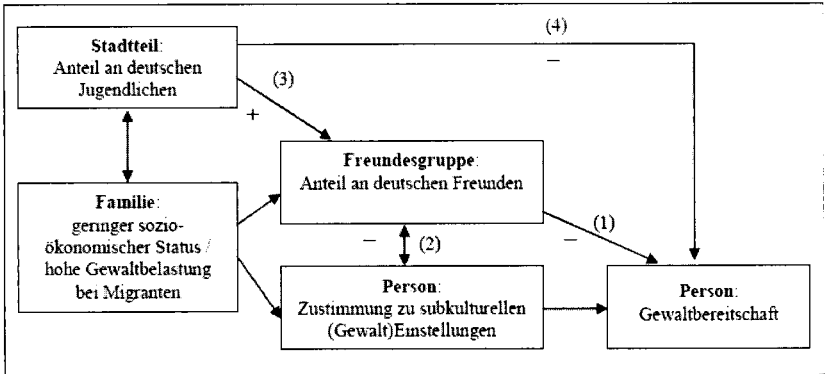 Stadtteil:
Anteil an deutschen
Jugendlichen
(4)
−
(3)
+
Freundesgruppe:
Anteil an deutschen Freunden
Familie:
geringer sozio-
ökonomischer Status /
hohe Gewaltbelastung
bei Migranten
(1)
−
− (2)
Person:
Zustimmung zu subkulturellen
(Gewalt)Einstellungen
Person:
Gewaltbereitschaft